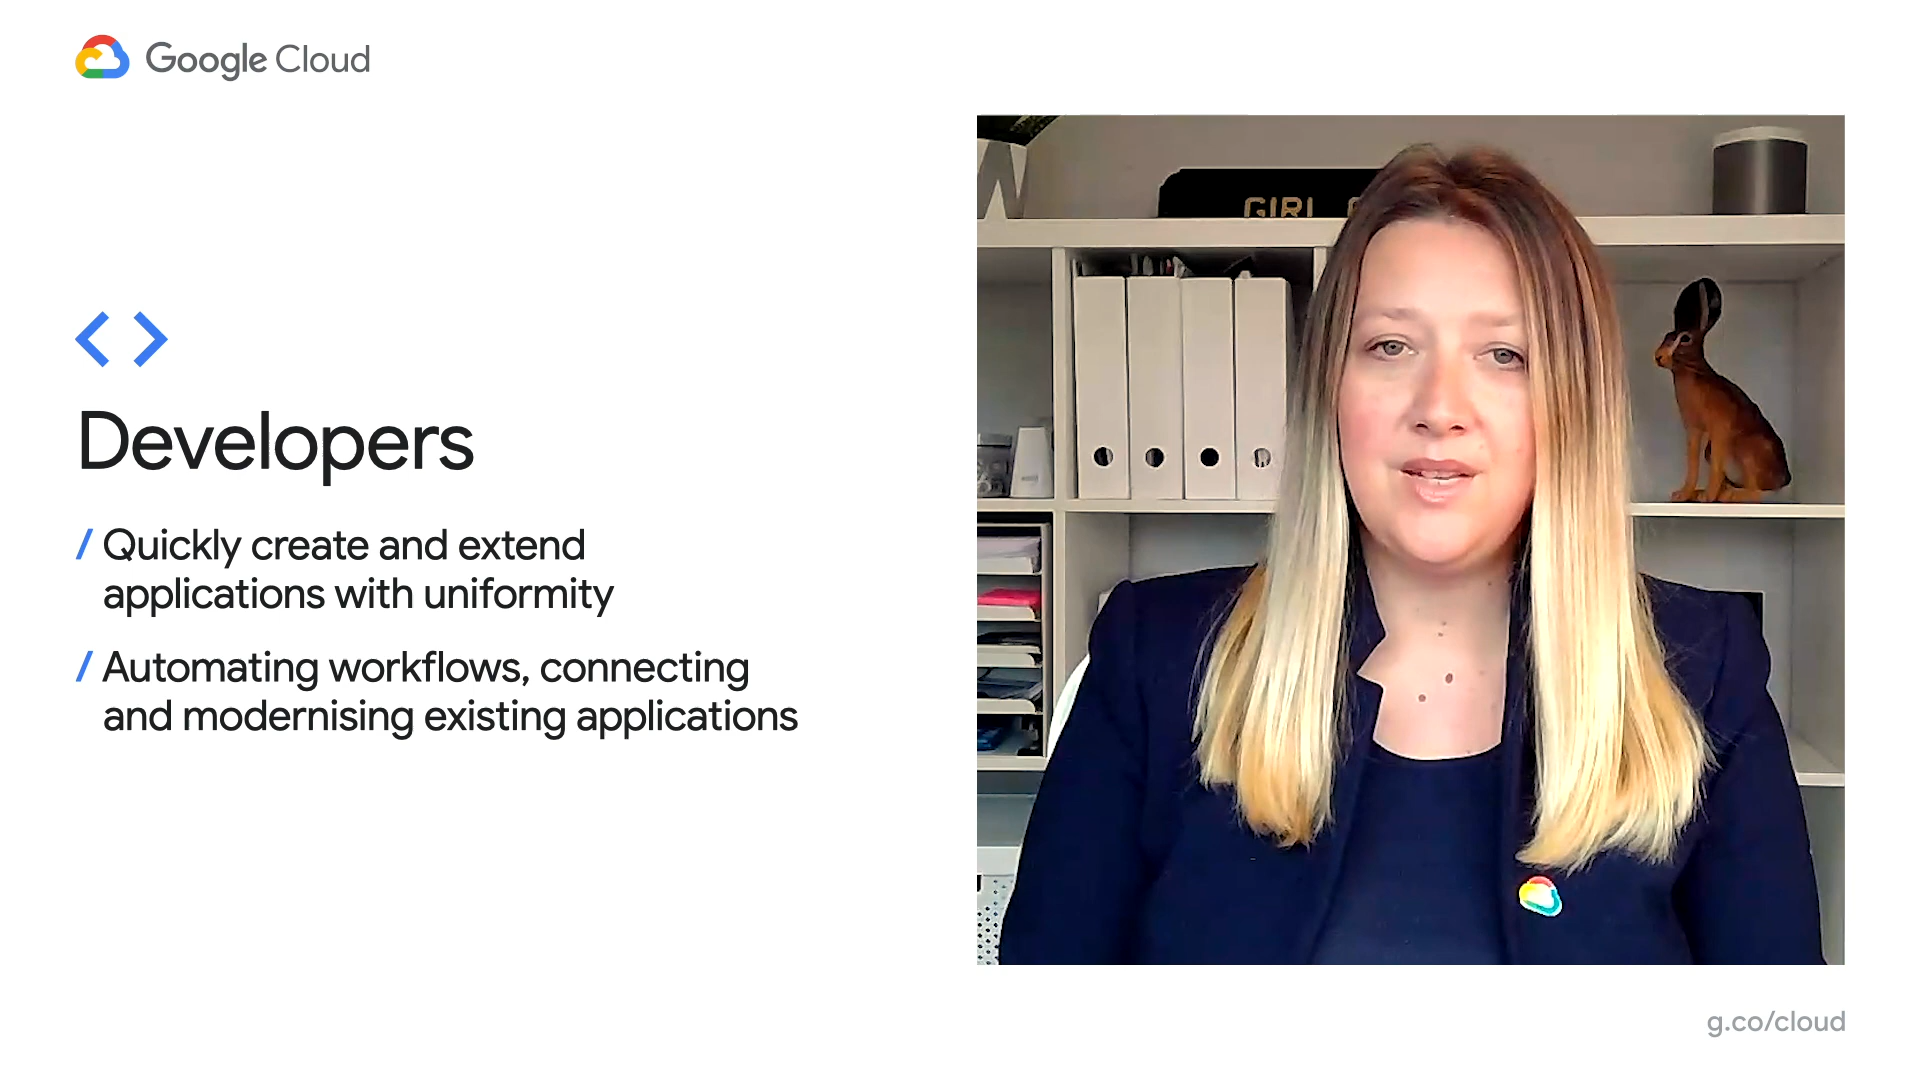 Google Cloud
GIRL
Developers
/ Quickly create and extend
applications with uniformity
/ Automating workflows, connecting
and modernising existing applications
g.co/cloud